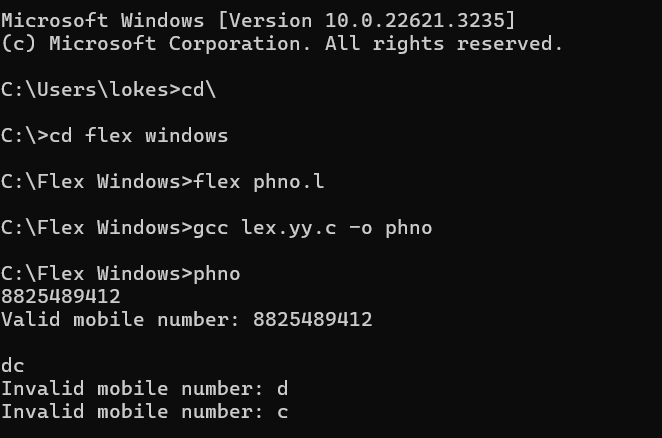 Microsoft Windows [Version 10.0.22621.3235]
(c) Microsoft Corporation. All rights reserved.
C:\Users\lokes>cd\
C:\>cd flex windows
C:\Flex Windows>flex phno.l
C:\Flex Windows>gcc lex.yy.c -o phno
C:\Flex Windows>phno
8825489412
Valid mobile number: 8825489412
dc
Invalid mobile number: d
Invalid mobile number: c